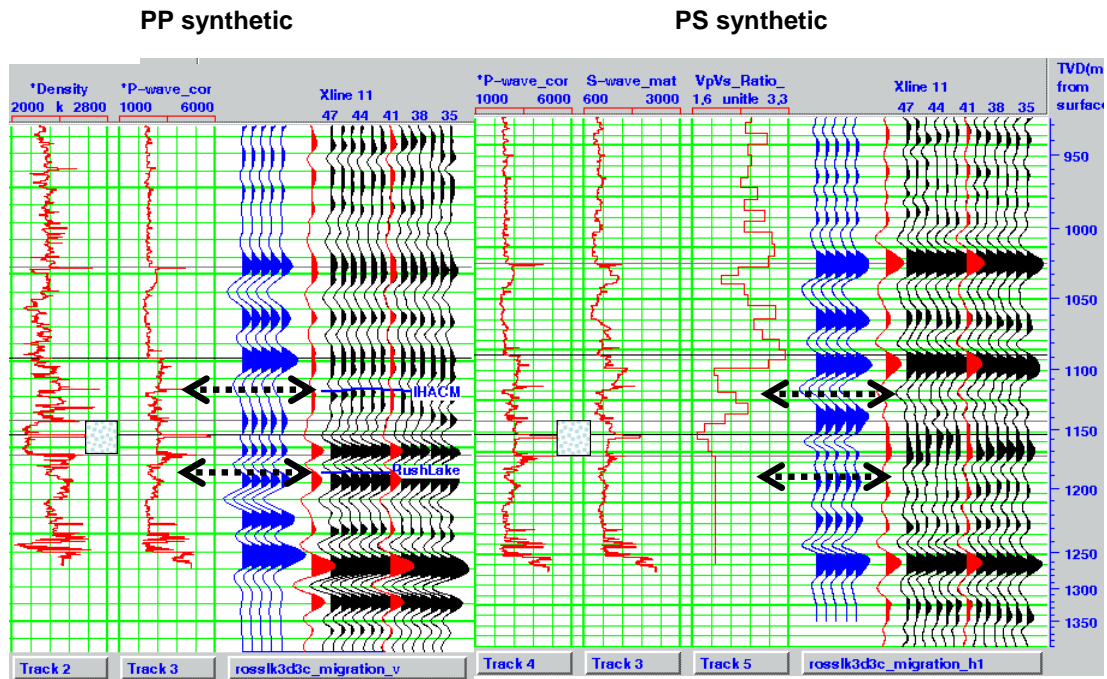 PP synthetic
PS synthetic
*Density
2000 k 2800
*P-wave_cor
1000 6000
Xline 11
47 44 41 38 35
*P-wave_cor
1000 6000
S-wave_mat
600 3000
VpVs_Ratio_
1,6 unitle 3,3
Xline 11
47 44 41 38 35
TVD(m
from
surface
950
1000
1050
1100
1150
1200
1250
1300
1350
IHACM
RushLake
Track 2
Track 3
rosslk3d3c_migration_v
Track 4
Track 3
Track 5
rosslk3d3c_migration_h1